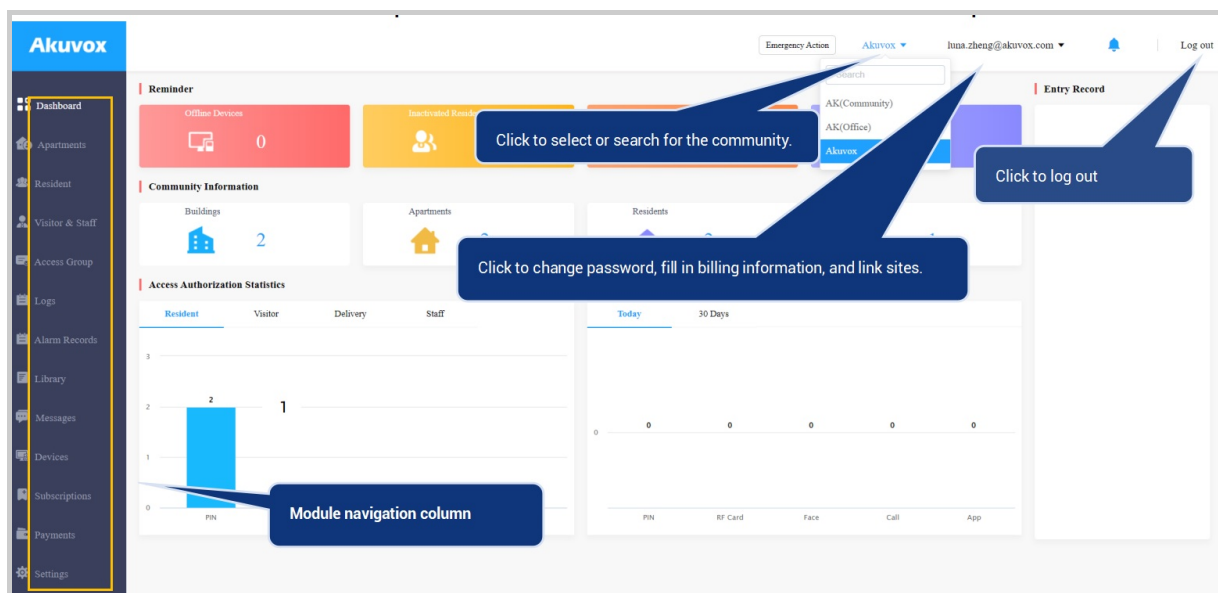 Akuvox
Emergency Action
Akuvox
luna.zheng@akuvox.com
Log out
Search
AK(Community)
AK(Office)
Akuvox
Dashboard
Apartments
Resident
Visitor & Staff
Access Group
Logs
Alarm Records
Library
Messages
Devices
Subscriptions
Payments
Settings
Reminder
Offline Devices
0
Inactivated
Click to select or search for the community.
Click to log out
Entry Record
Community Information
Buildings
2
Apartments
Residents
Click to change password, fill in billing information, and link sites.
Access Authorization Statistics
Resident Visitor Delivery Staff
3
2
1
0
2
1
PIN
Module navigation column
Today 30 Days
0
0 0 0 0 0
PIN RF Card Face Call App